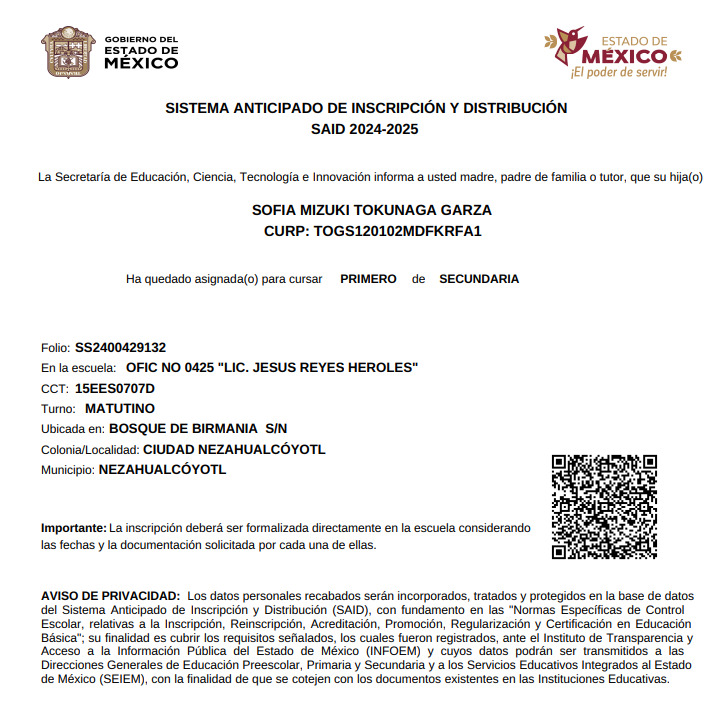 GOBIERNO DEL
ESTADO DE
MÉXICO
ESTADO DE
MÉXICO
¡El poder de servir!
SISTEMA ANTICIPADO DE INSCRIPCIÓN Y DISTRIBUCIÓN
SAID 2024-2025
La Secretaría de Educación, Ciencia, Tecnología e Innovación informa a usted madre, padre de familia o tutor, que su hija(o)
SOFIA MIZUKI TOKUNAGA GARZA
CURP: TOGS120102MDFKRFA1
Ha quedado asignada(o) para cursar PRIMERO de SECUNDARIA
Folio: SS2400429132
En la escuela: OFIC NO 0425 "LIC. JESUS REYES HEROLES"
CCT: 15EES0707D
Turno: MATUTINO
Ubicada en: BOSQUE DE BIRMANIA S/N
Colonia/Localidad: CIUDAD NEZAHUALCÓYOTL
Municipio: NEZAHUALCÓYOTL
Importante: La inscripción deberá ser formalizada directamente en la escuela considerando
las fechas y la documentación solicitada por cada una de ellas.
AVISO DE PRIVACIDAD: Los datos personales recabados serán incorporados, tratados y protegidos en la base de datos
del Sistema Anticipado de Inscripción y Distribución (SAID), con fundamento en las "Normas Específicas de Control
Escolar, relativas a la Inscripción, Reinscripción, Acreditación, Promoción, Regularización y Certificación en Educación
Básica"; su finalidad es cubrir los requisitos señalados, los cuales fueron registrados, ante el Instituto de Transparencia y
Acceso a la Información Pública del Estado de México (INFOEM) y cuyos datos podrán ser transmitidos a las
Direcciones Generales de Educación Preescolar, Primaria y Secundaria y a los Servicios Educativos Integrados al Estado
de México (SEIEM), con la finalidad de que se cotejen con los documentos existentes en las Instituciones Educativas.